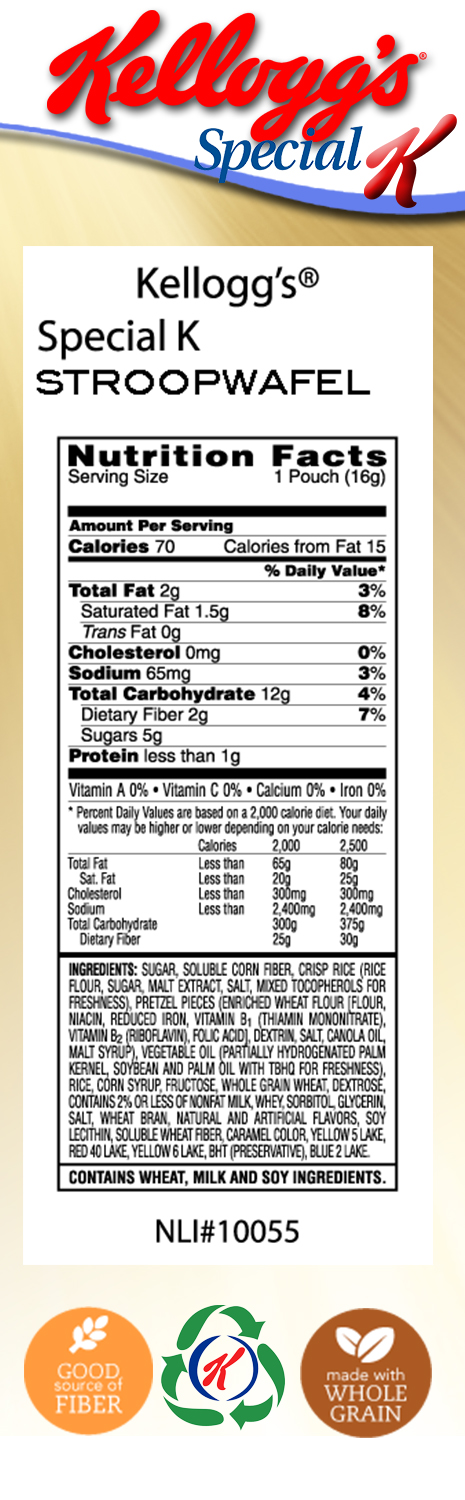 Kellogg's®
Special K
Kellogg's®
Special K
STROOPWAFEL
Nutrition Facts
Serving Size 1 Pouch (16g)
Amount Per Serving
Calories 70 Calories from Fat 15
% Daily Value*
Total Fat 2g 3%
Saturated Fat 1.5g 8%
Trans Fat 0g
Cholesterol 0mg 0%
Sodium 65mg 3%
Total Carbohydrate 12g 4%
Dietary Fiber 2g 7%
Sugars 5g
Protein less than 1g
Vitamin A 0% • Vitamin C 0% • Calcium 0% • Iron 0%
* Percent Daily Values are based on a 2,000 calorie diet. Your daily
values may be higher or lower depending on your calorie needs:
Calories 2,000 2,500
Total Fat Less than 65g 80g
Sat. Fat Less than 20g 25g
Cholesterol Less than 300mg 300mg
Sodium Less than 2,400mg 2,400mg
Total Carbohydrate 300g 375g
Dietary Fiber 25g 30g
INGREDIENTS: SUGAR, SOLUBLE CORN FIBER, CRISP RICE (RICE
FLOUR, SUGAR, MALT EXTRACT, SALT, MIXED TOCOPHEROLS FOR
FRESHNESS), PRETZEL PIECES (ENRICHED WHEAT FLOUR [FLOUR,
NIACIN, REDUCED IRON, VITAMIN B1 (THIAMIN MONONITRATE),
VITAMIN B2 (RIBOFLAVIN), FOLIC ACID], DEXTRIN, SALT, CANOLA OIL,
MALT SYRUP), VEGETABLE OIL (PARTIALLY HYDROGENATED PALM
KERNEL, SOYBEAN AND PALM OIL WITH TBHQ FOR FRESHNESS),
RICE, CORN SYRUP, FRUCTOSE, WHOLE GRAIN WHEAT, DEXTROSE,
CONTAINS 2% OR LESS OF NONFAT MILK, WHEY, SORBITOL, GLYCERIN,
SALT, WHEAT BRAN, NATURAL AND ARTIFICIAL FLAVORS, SOY
LECITHIN, SOLUBLE WHEAT FIBER, CARAMEL COLOR, YELLOW 5 LAKE,
RED 40 LAKE, YELLOW 6 LAKE, BHT (PRESERVATIVE), BLUE 2 LAKE.
CONTAINS WHEAT, MILK AND SOY INGREDIENTS.
NLI#10055
GOOD
source of
FIBER
K
made with
WHOLE
GRAIN